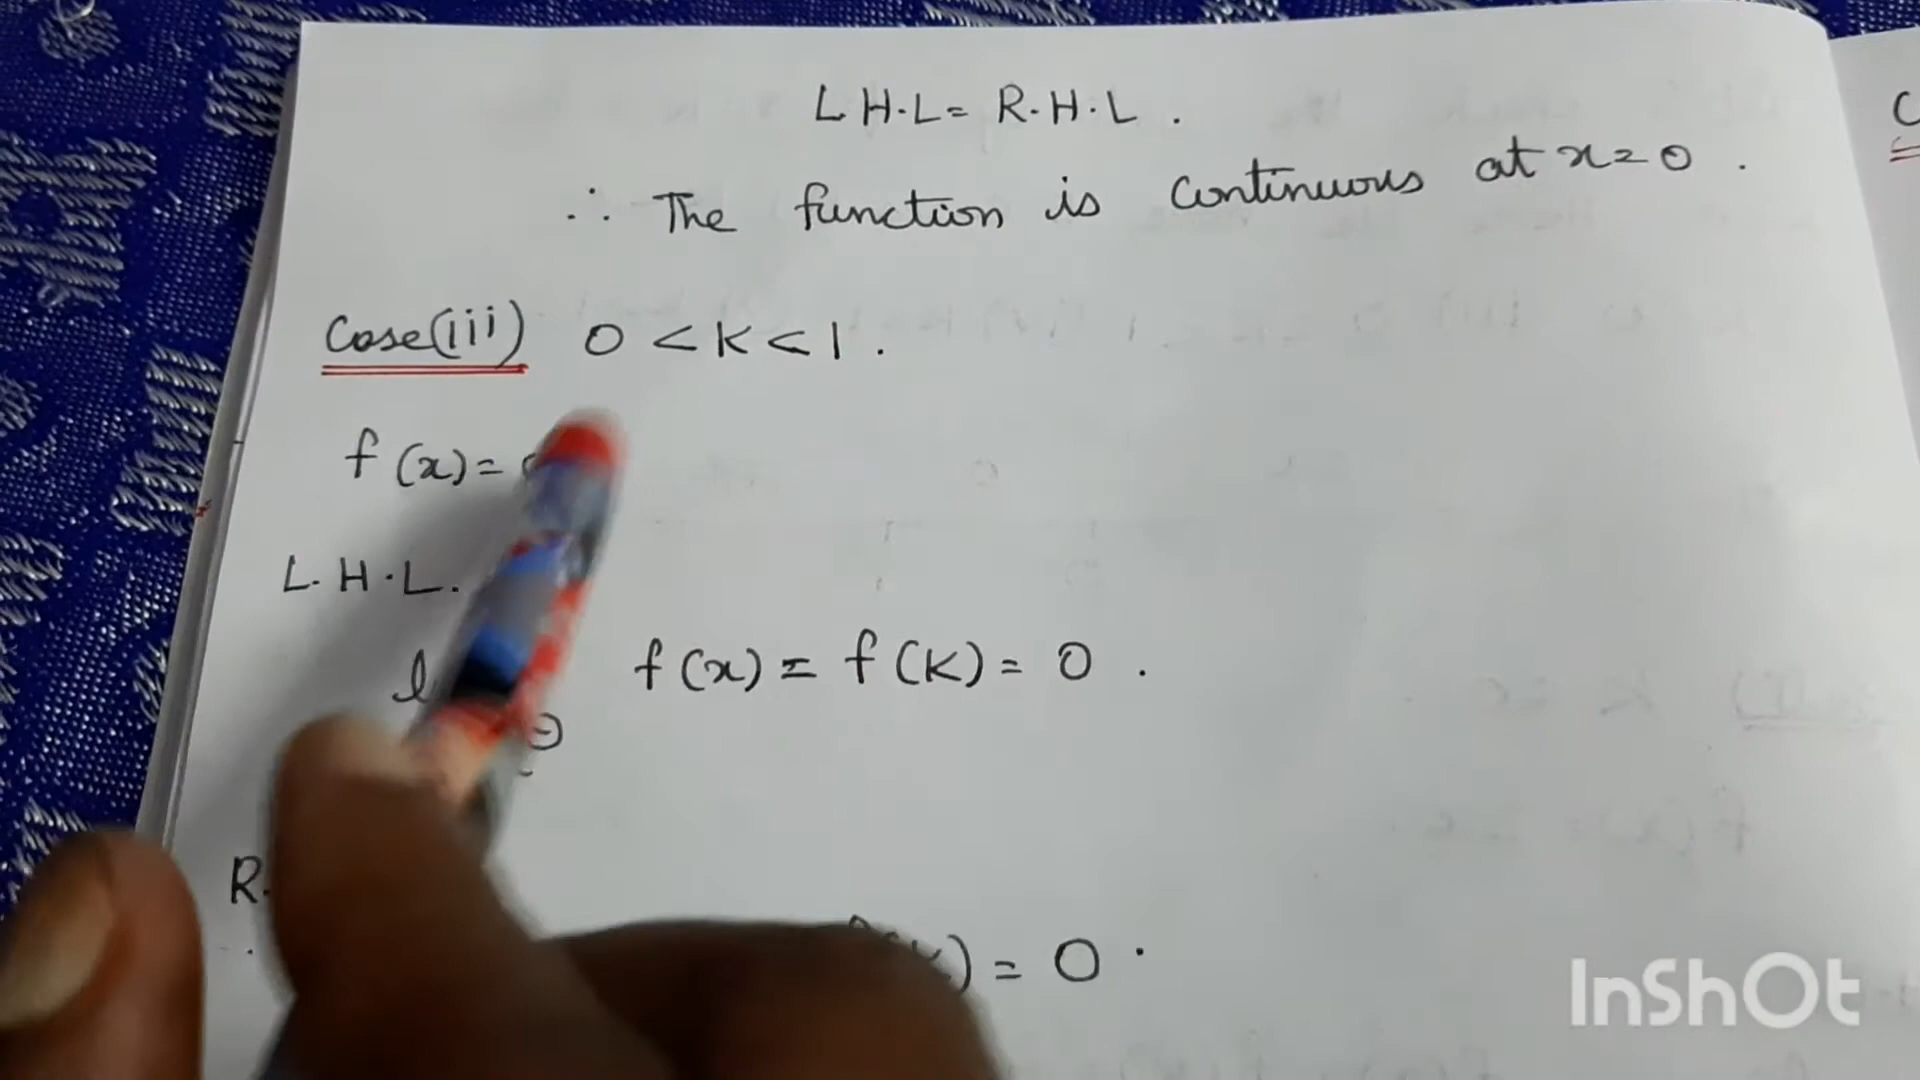 L H.L = R.H.L .
∴ The function is continuous at x=0 .
C
Case(iii) 0 < K < 1 .
f(x)=
L.H.L.
f(x) = f(K) = 0 .
R.
) = 0 .
InShOt